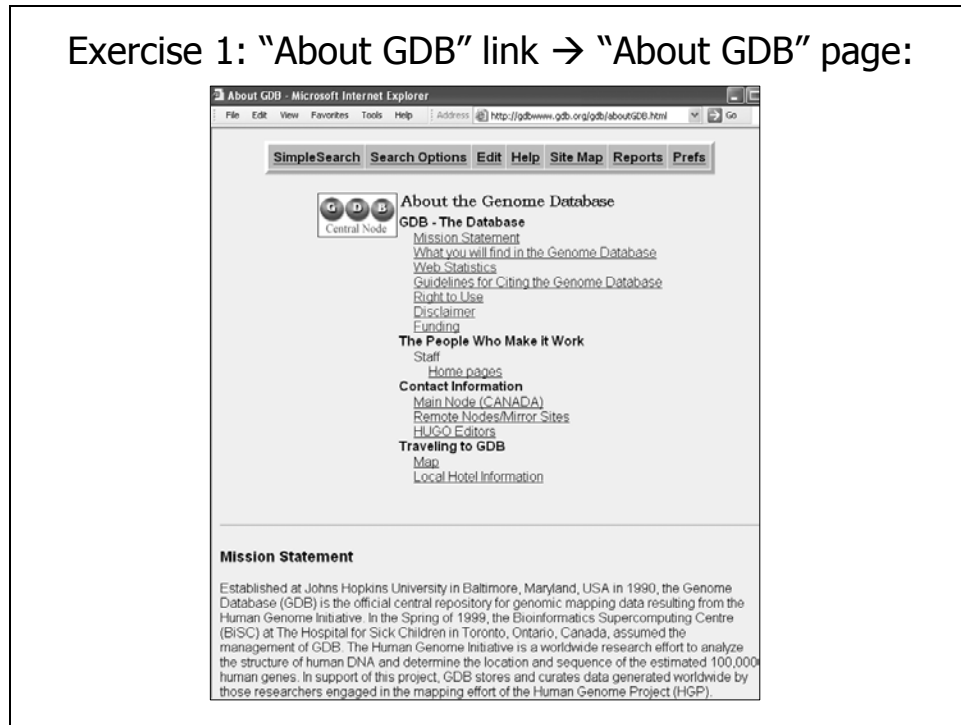 Exercise 1: “About GDB” link → “About GDB” page:
About GDB - Microsoft Internet Explorer
File Edit View Favorites Tools Help Address http://gdbwww.gdb.org/gdb/aboutGDB.html Go
SimpleSearch Search Options Edit Help Site Map Reports Prefs
G D B
Central Node
About the Genome Database
GDB - The Database
Mission Statement
What you will find in the Genome Database
Web Statistics
Guidelines for Citing the Genome Database
Right to Use
Disclaimer
Funding
The People Who Make it Work
Staff
Home pages
Contact Information
Main Node (CANADA)
Remote Nodes/Mirror Sites
HUGO Editors
Traveling to GDB
Map
Local Hotel Information
Mission Statement
Established at Johns Hopkins University in Baltimore, Maryland, USA in 1990, the Genome
Database (GDB) is the official central repository for genomic mapping data resulting from the
Human Genome Initiative. In the Spring of 1999, the Bioinformatics Supercomputing Centre
(BiSC) at The Hospital for Sick Children in Toronto, Ontario, Canada, assumed the
management of GDB. The Human Genome Initiative is a worldwide research effort to analyze
the structure of human DNA and determine the location and sequence of the estimated 100,000
human genes. In support of this project, GDB stores and curates data generated worldwide by
those researchers engaged in the mapping effort of the Human Genome Project (HGP).